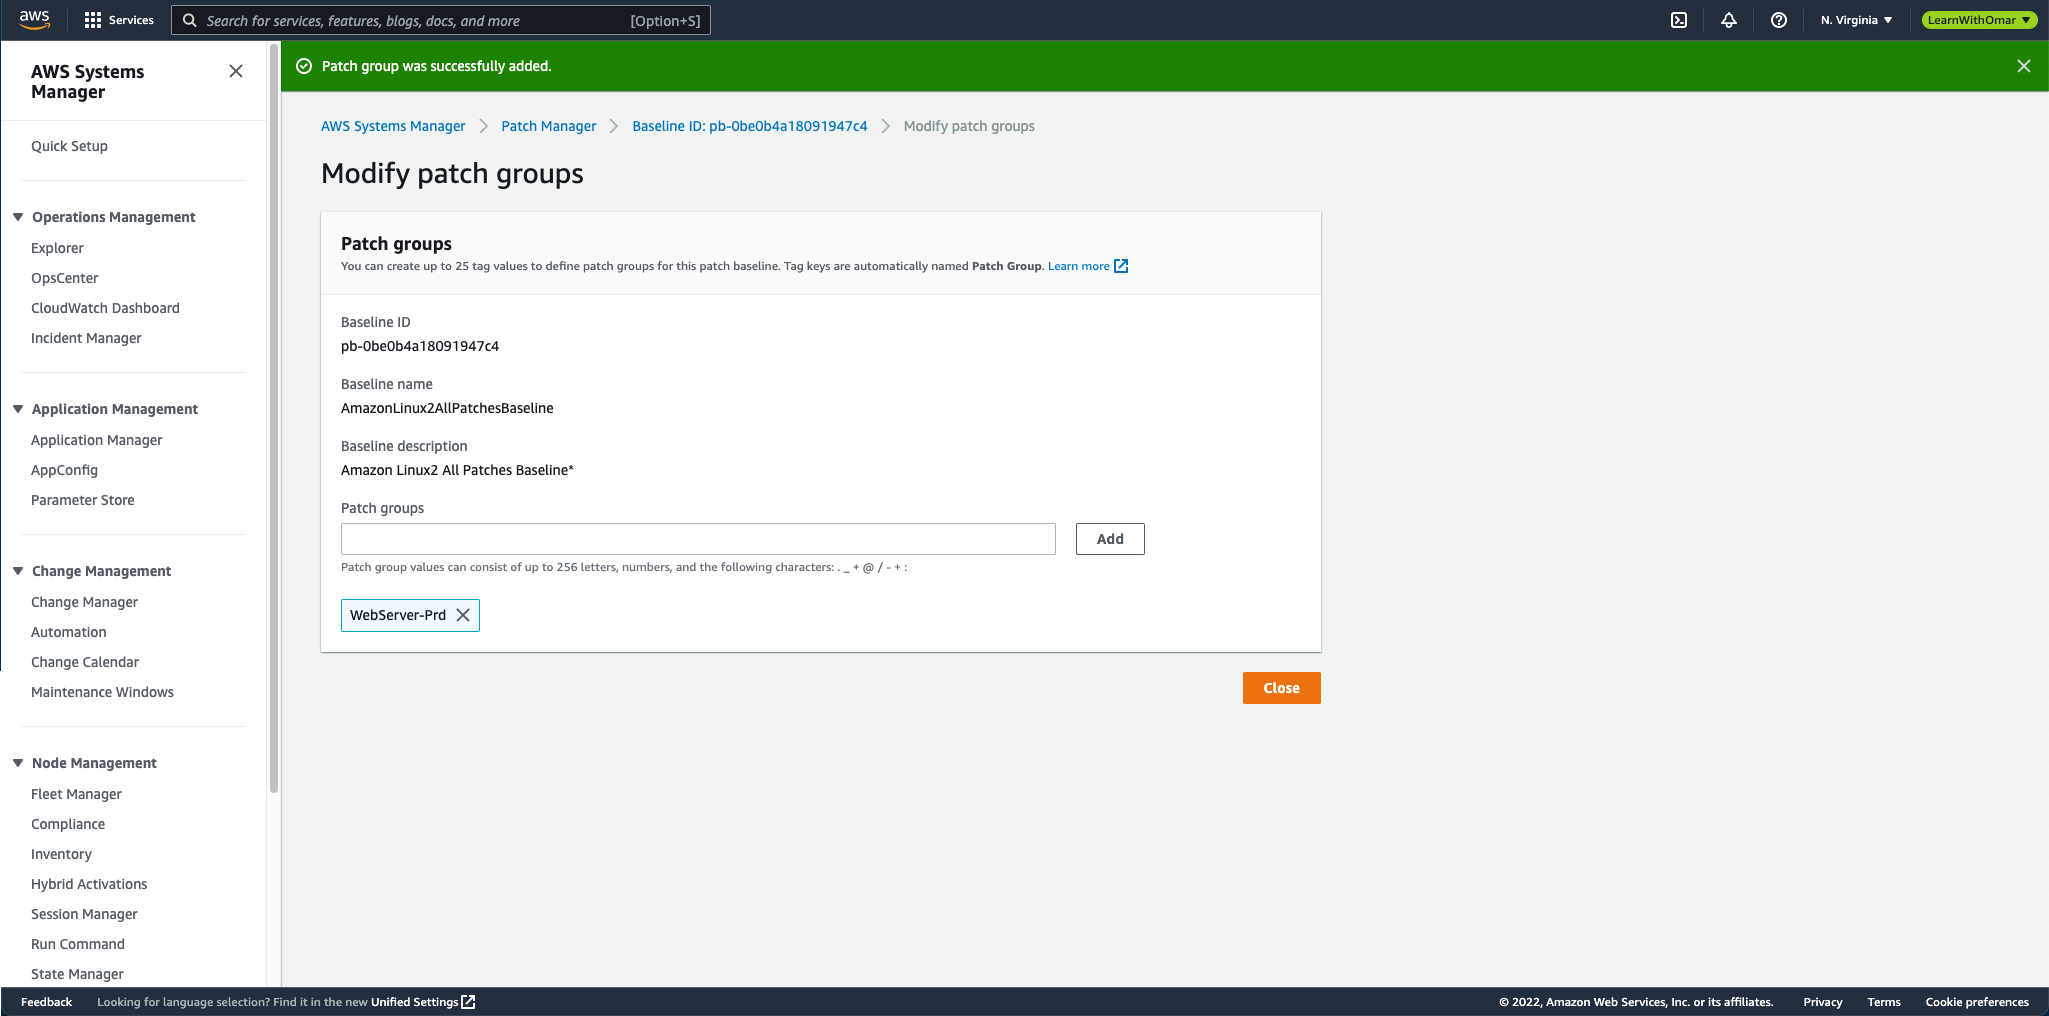 aws
Services
Search for services, features, blogs, docs, and more
[Option+S]
N. Virginia ▼
LearnWithOmar ▼
AWS Systems
Manager
Quick Setup
▼ Operations Management
Explorer
OpsCenter
CloudWatch Dashboard
Incident Manager
▼ Application Management
Application Manager
AppConfig
Parameter Store
▼ Change Management
Change Manager
Automation
Change Calendar
Maintenance Windows
▼ Node Management
Fleet Manager
Compliance
Inventory
Hybrid Activations
Session Manager
Run Command
State Manager
Patch group was successfully added.
AWS Systems Manager > Patch Manager > Baseline ID: pb-0be0b4a18091947c4 > Modify patch groups
Modify patch groups
Patch groups
You can create up to 25 tag values to define patch groups for this patch baseline. Tag keys are automatically named Patch Group. Learn more
Baseline ID
pb-0be0b4a18091947c4
Baseline name
AmazonLinux2AllPatchesBaseline
Baseline description
Amazon Linux2 All Patches Baseline*
Patch groups
Add
Patch group values can consist of up to 256 letters, numbers, and the following characters: . _ + @ / - + :
WebServer-Prd
Close
Feedback
Looking for language selection? Find it in the new Unified Settings
© 2022, Amazon Web Services, Inc. or its affiliates.
Privacy
Terms
Cookie preferences